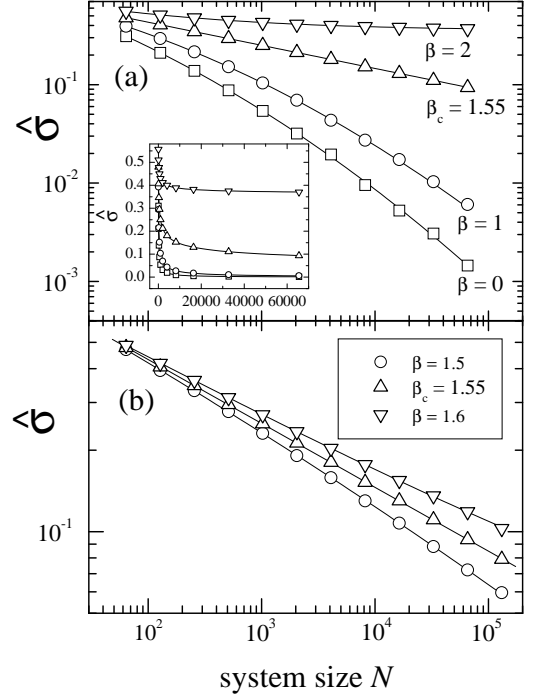 10⁻¹
10⁻²
10⁻³
σ̂
(a)
β = 2
β_c = 1.55
β = 1
β = 0
0.5
0.4
0.3
0.2
0.1
0.0
σ̂
0 20000 40000 60000
(b)
β = 1.5
β_c = 1.55
β = 1.6
σ̂
10⁻¹
10² 10³ 10⁴ 10⁵
system size N